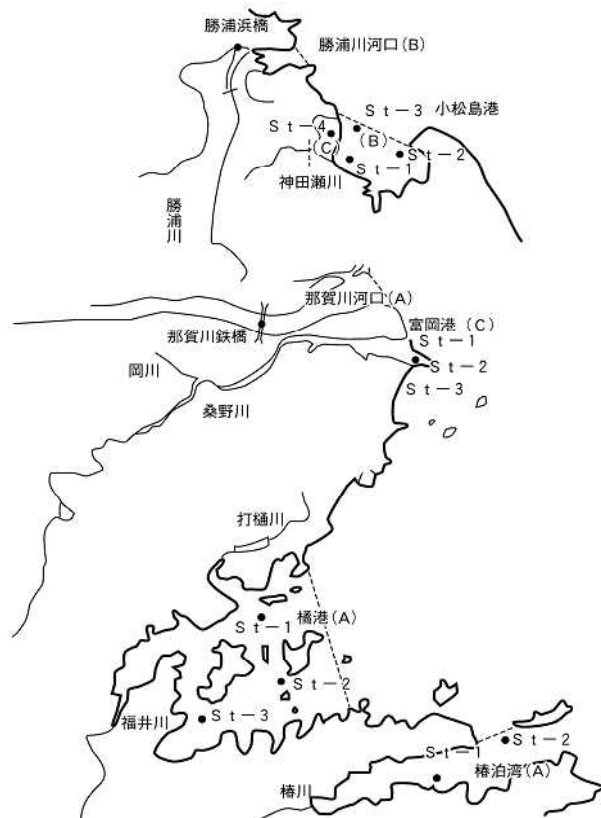 勝浦浜橋
勝浦川河口(B)
St-3 小松島港
St-4
(B)
(C)
St-2
St-1
神田瀬川
勝浦川
那賀川河口(A)
富岡港(C)
St-1
那賀川鉄橋
St-2
岡川
St-3
桑野川
打樋川
橘港(A)
St-1
St-2
St-3
福井川
St-1
St-2
椿泊湾(A)
椿川